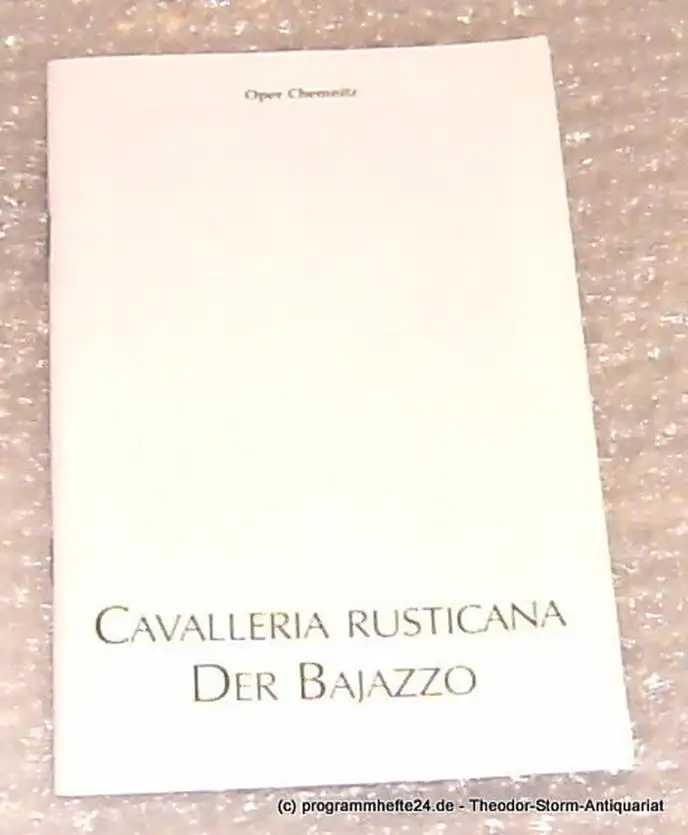 Oper Chemnitz
CAVALLERIA RUSTICANA
DER BAJAZZO
(c) programmhefte24.de - Theodor-Storm-Antiquariat